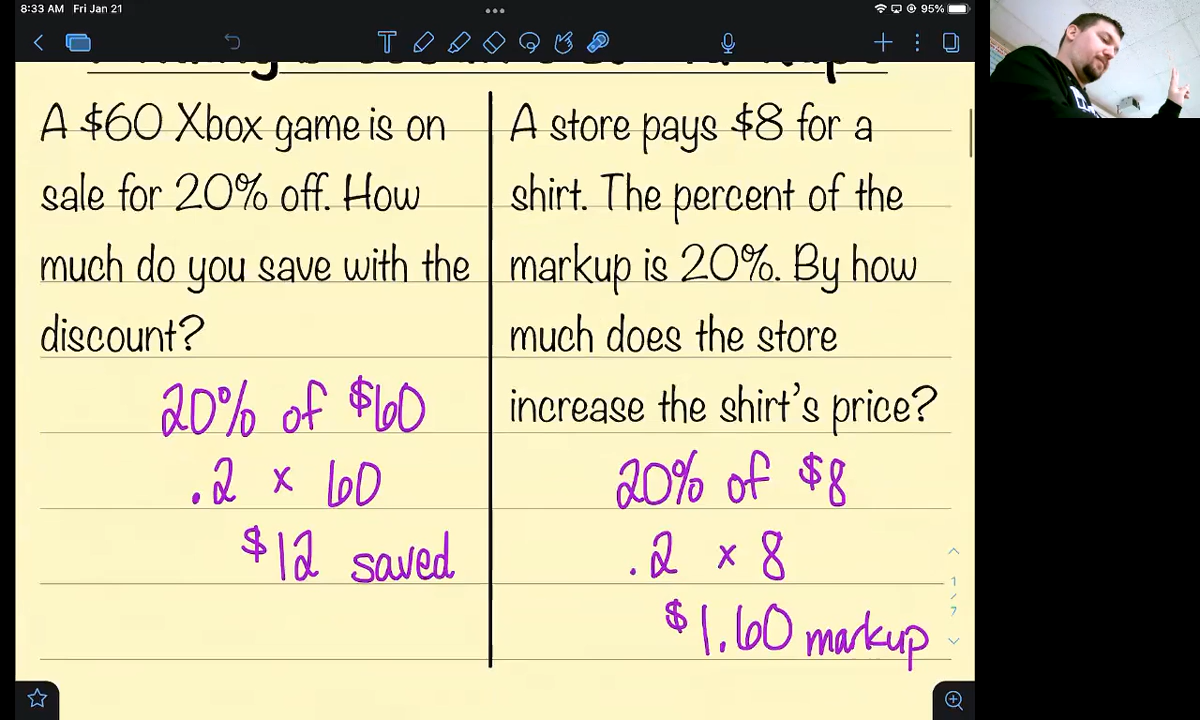 8:33 AM Fri Jan 21
95%
A $60 Xbox game is on
sale for 20% off. How
much do you save with the
discount?
20% of $60
.2 x 60
$12 saved
A store pays $8 for a
shirt. The percent of the
markup is 20%. By how
much does the store
increase the shirt's price?
20% of $8
.2 x 8
$1.60 markup
1
/
7